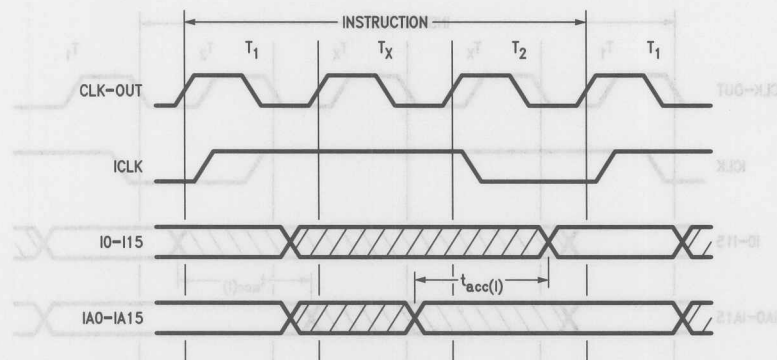 INSTRUCTION
T1 TX T2 T1
CLK-OUT
ICLK
I0-I15
tacc(I)
IA0-IA15